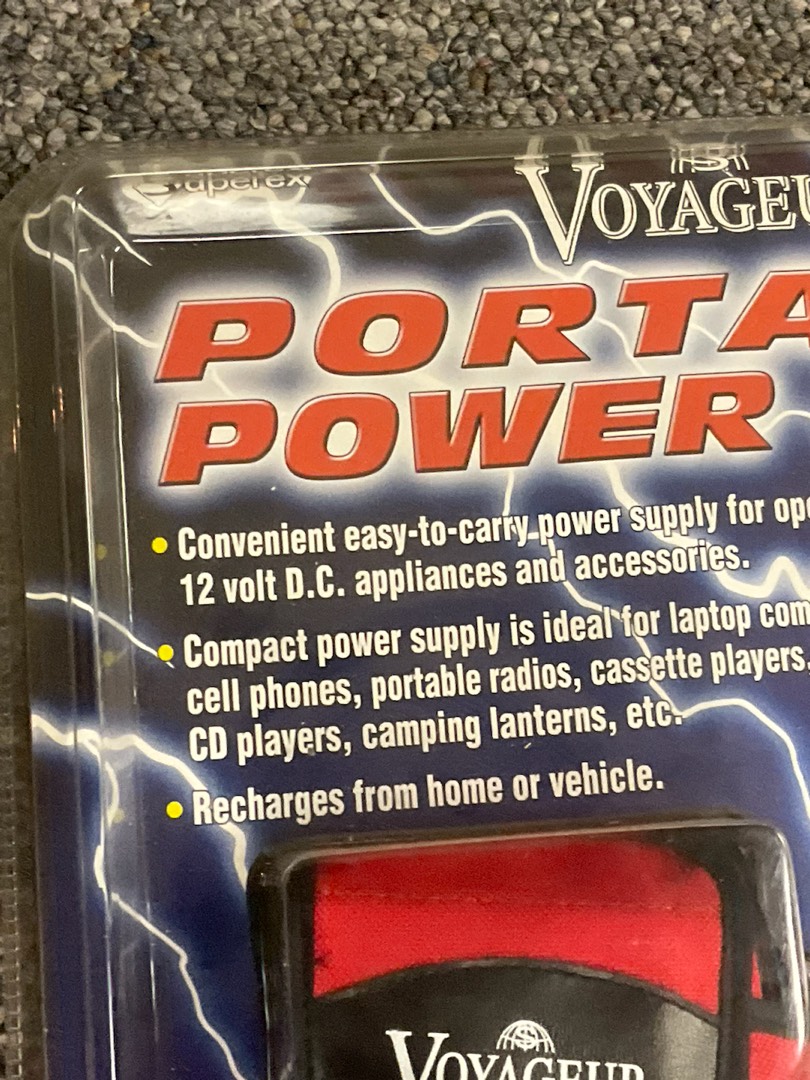 Superex
VOYAGEU
PORTA
POWER
• Convenient easy-to-carry power supply for ope
12 volt D.C. appliances and accessories.
• Compact power supply is ideal for laptop com
cell phones, portable radios, cassette players,
CD players, camping lanterns, etc.
• Recharges from home or vehicle.
VOYAGEUR